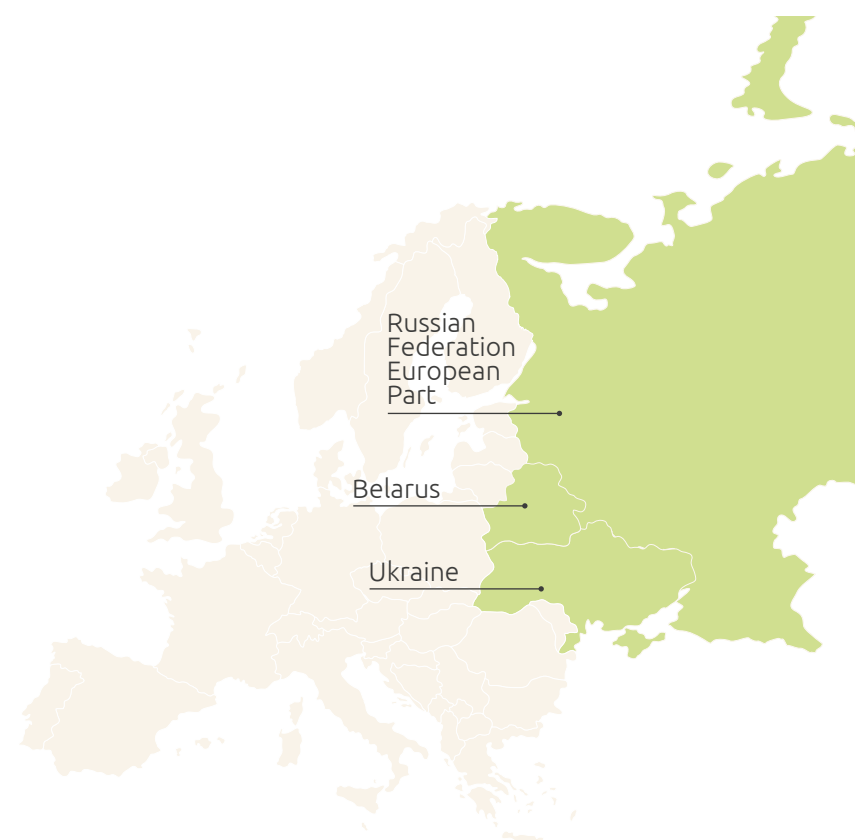 Russian
Federation
European
Part
Belarus
Ukraine